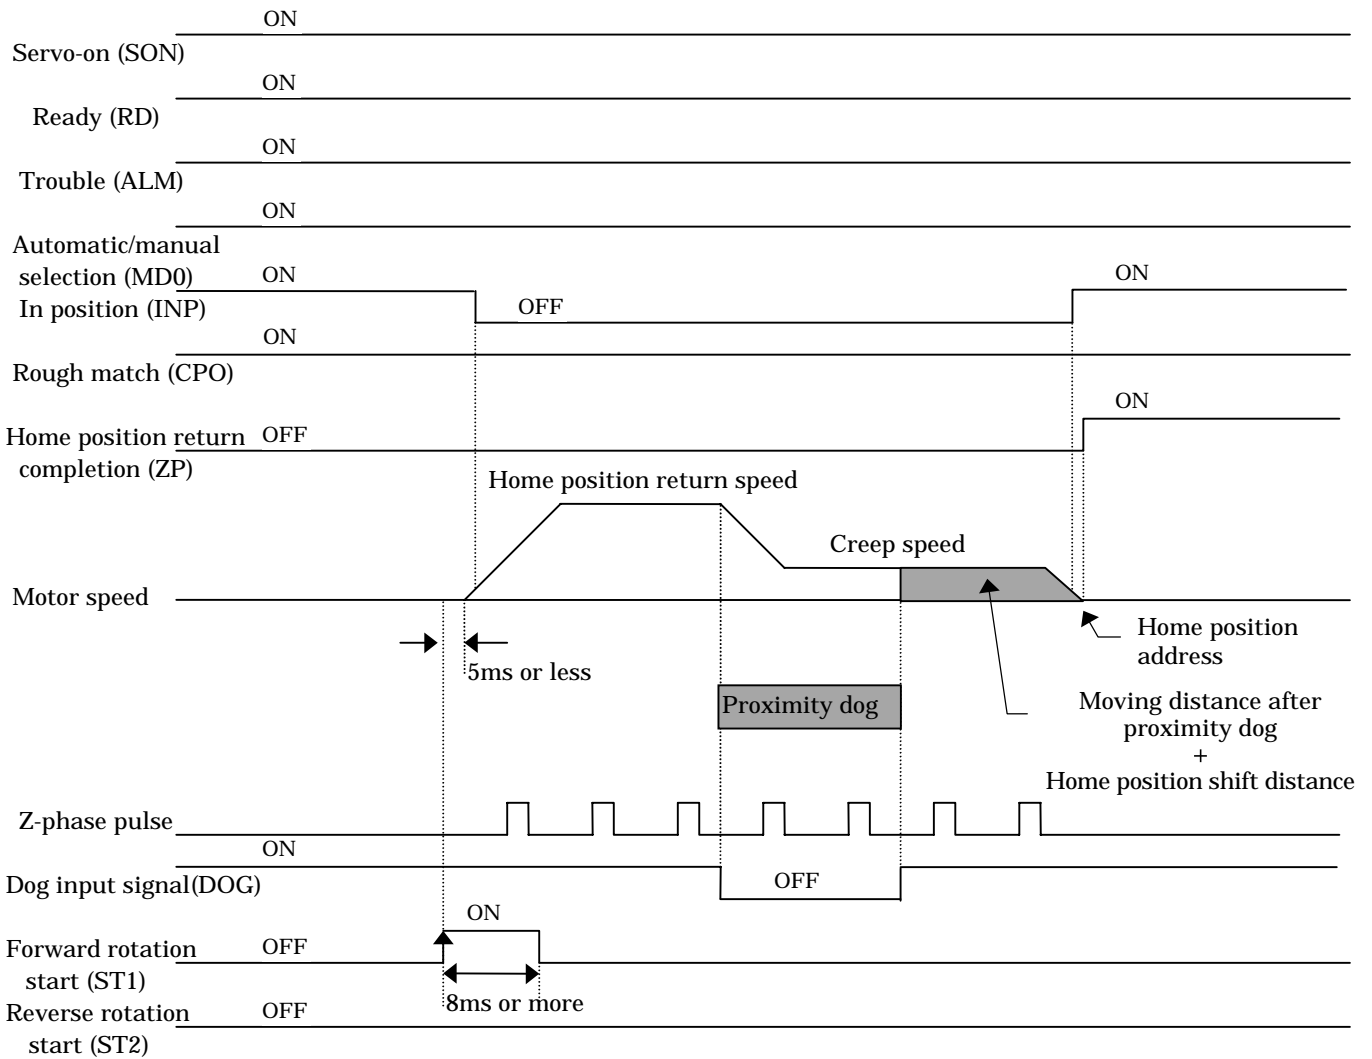 ON
Servo-on (SON)
ON
Ready (RD)
ON
Trouble (ALM)
ON
Automatic/manual
selection (MD0)
ON
ON
In position (INP)
OFF
ON
Rough match (CPO)
ON
Home position return
OFF
completion (ZP)
Home position return speed
Creep speed
Motor speed
Home position
address
5ms or less
Proximity dog
Moving distance after
proximity dog
+
Home position shift distance
Z-phase pulse
ON
Dog input signal(DOG)
OFF
ON
Forward rotation
OFF
start (ST1)
8ms or more
Reverse rotation
OFF
start (ST2)